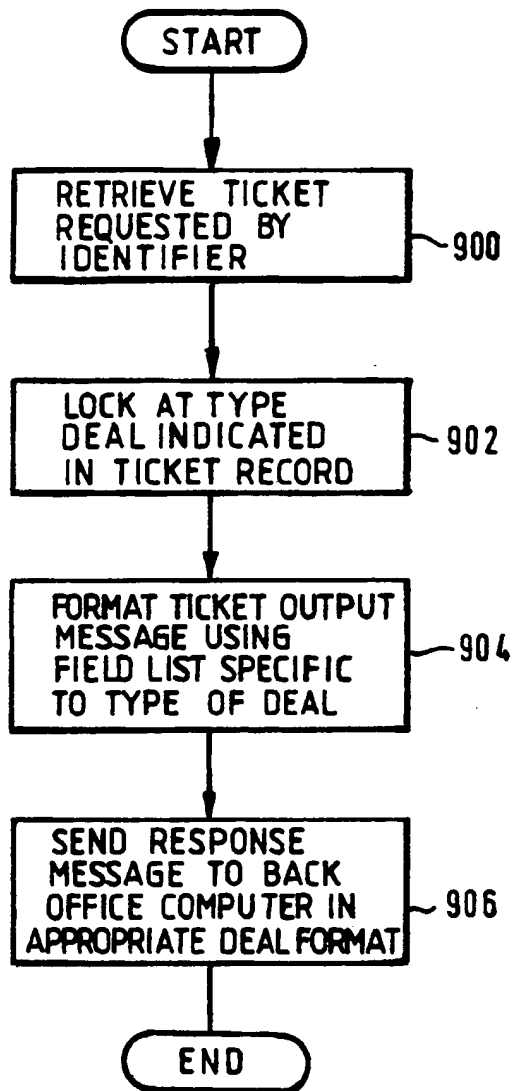 START
RETRIEVE TICKET
REQUESTED BY
IDENTIFIER
900
LOCK AT TYPE
DEAL INDICATED
IN TICKET RECORD
902
FORMAT TICKET OUTPUT
MESSAGE USING
FIELD LIST SPECIFIC
TO TYPE OF DEAL
904
SEND RESPONSE
MESSAGE TO BACK
OFFICE COMPUTER IN
APPROPRIATE DEAL FORMAT
906
END